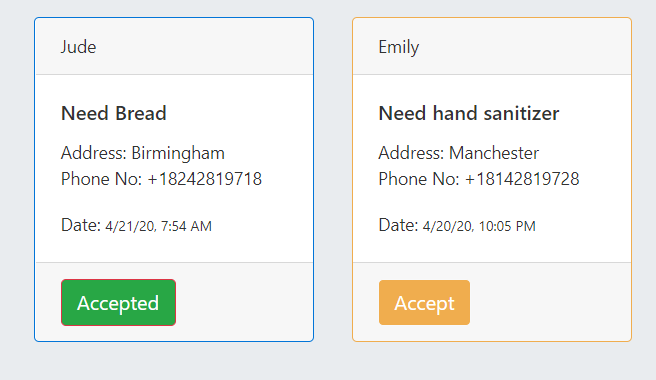 Jude
Need Bread
Address: Birmingham
Phone No: +18242819718
Date: 4/21/20, 7:54 AM
Accepted
Emily
Need hand sanitizer
Address: Manchester
Phone No: +18142819728
Date: 4/20/20, 10:05 PM
Accept